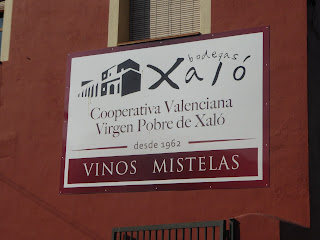 bodegas
Xaló
Cooperativa Valenciana
Virgen Pobre de Xaló
desde 1962
VINOS MISTELAS